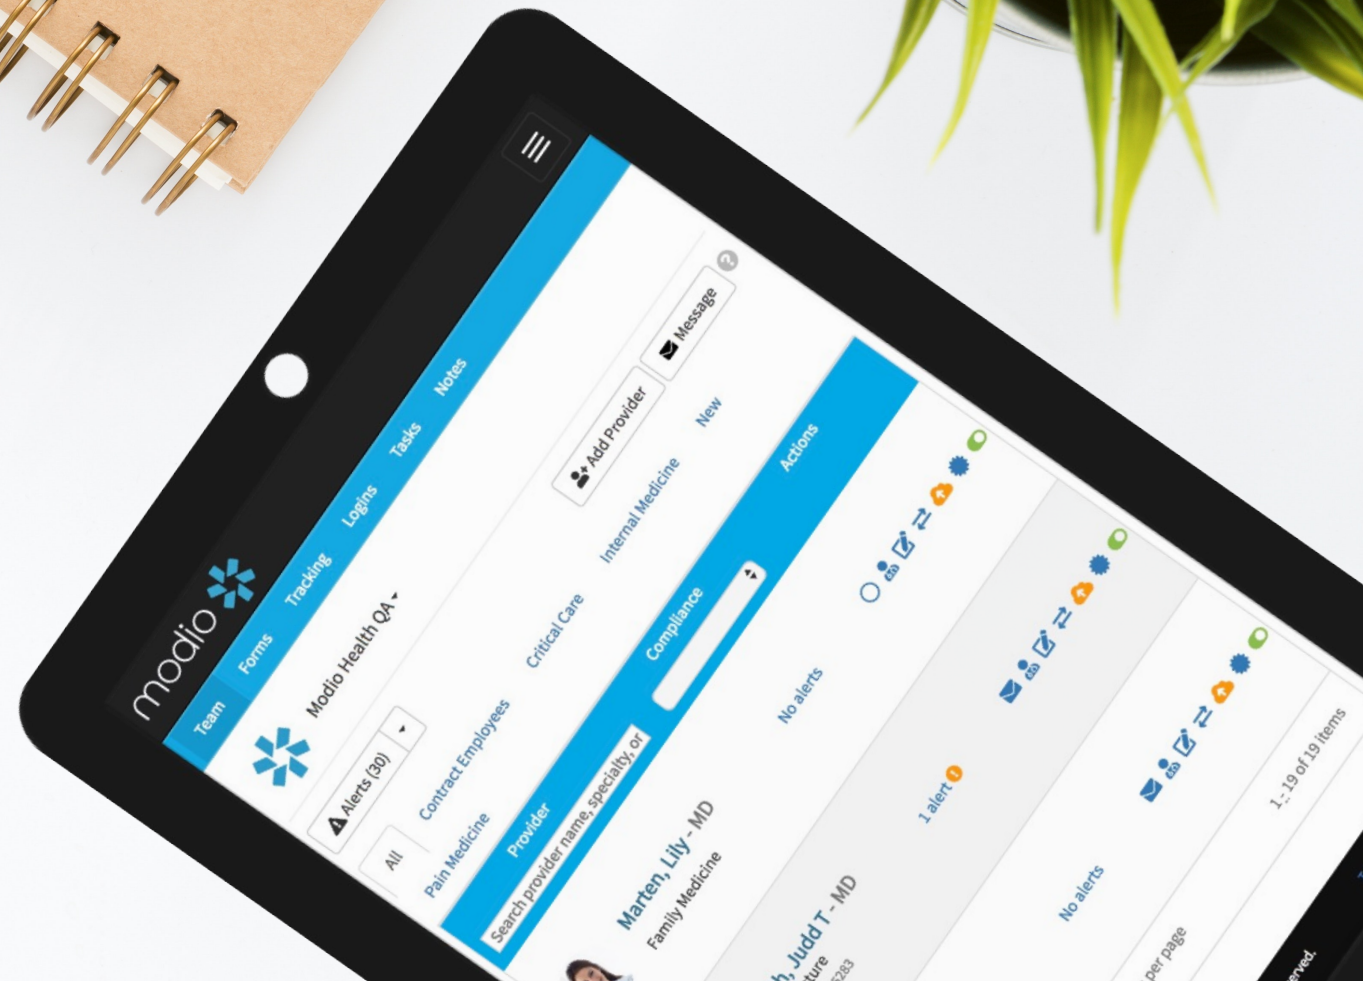 modio
Team Forms Tracking Logins Tasks Notes
Modio Health QA
Alerts (30)
Add Provider
Message
?
All Contract Employees Critical Care Internal Medicine New
Pain Medicine
Provider Compliance Actions
Search provider name, specialty, or
Marten, Lily - MD
Family Medicine
No alerts
Judd T - MD
1 alert
No alerts
per page
1 - 19 of 19 items